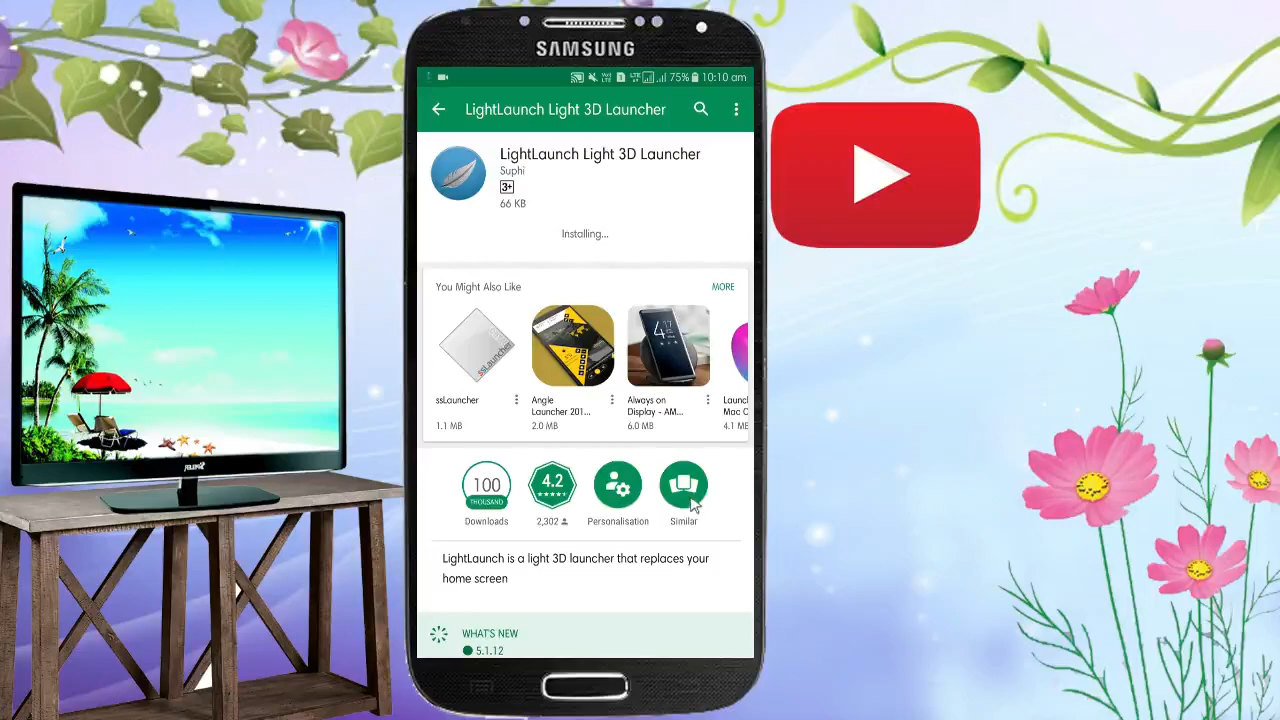 SAMSUNG
75% 10:10 am
LightLaunch Light 3D Launcher
LightLaunch Light 3D Launcher
Suphi
3+
66 KB
Installing...
You Might Also Like
MORE
ssLauncher
ssLauncher
1.1 MB
Angle
Launcher 201...
2.0 MB
Always on
Display - AM...
6.0 MB
Launc
Mac O
4.1 MB
100
THOUSAND
Downloads
4.2
2,302
Personalisation
Similar
LightLaunch is a light 3D launcher that replaces your
home screen
WHAT'S NEW
5.1.12